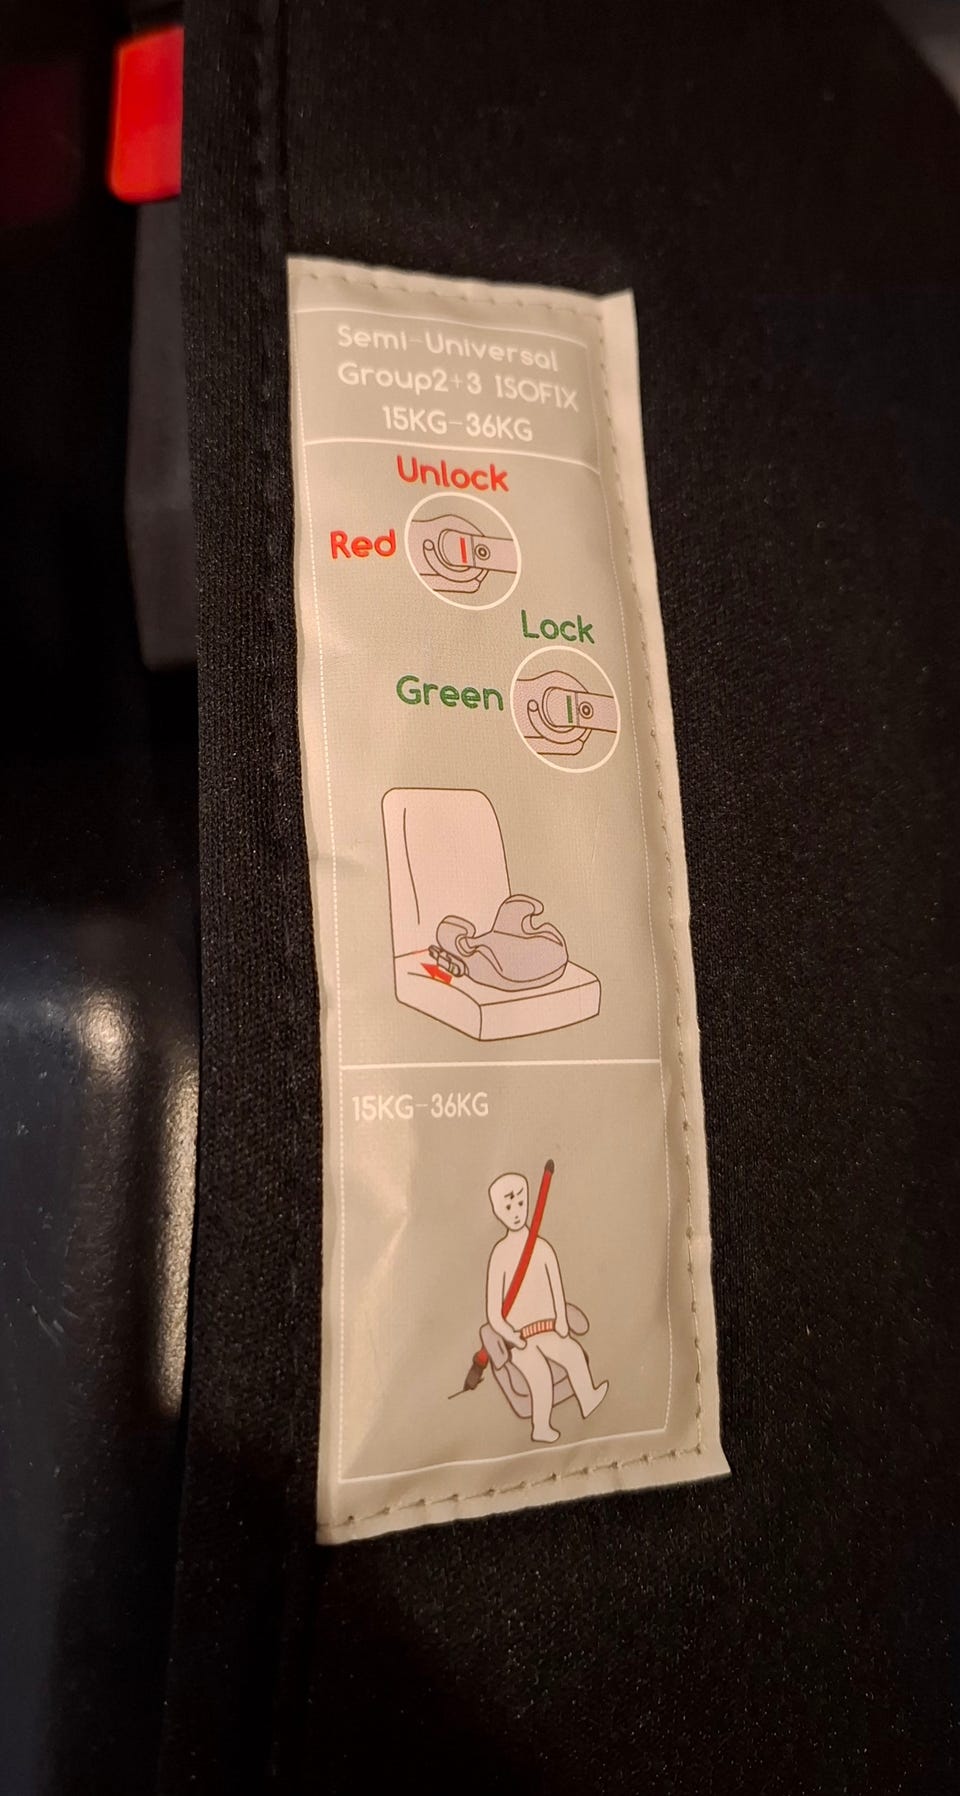 Semi-Universal
Group2+3 ISOFIX
15KG-36KG
Unlock
Red
Lock
Green
15KG-36KG